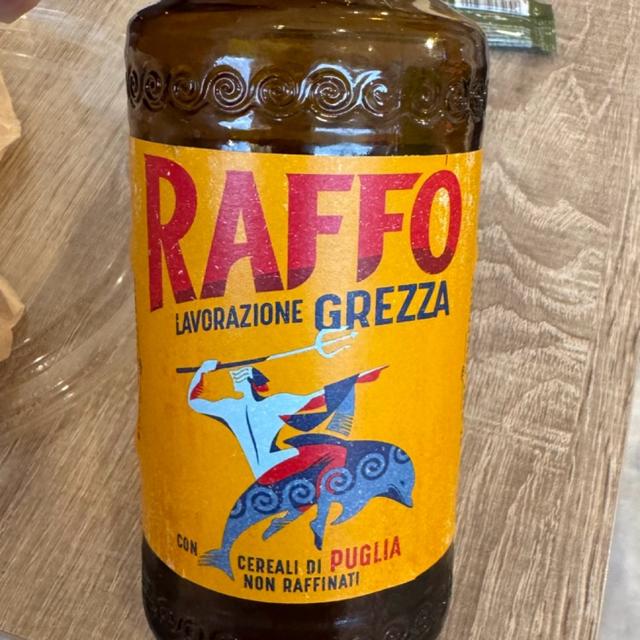 RAFFO
LAVORAZIONE GREZZA
CON CEREALI DI PUGLIA
NON RAFFINATI